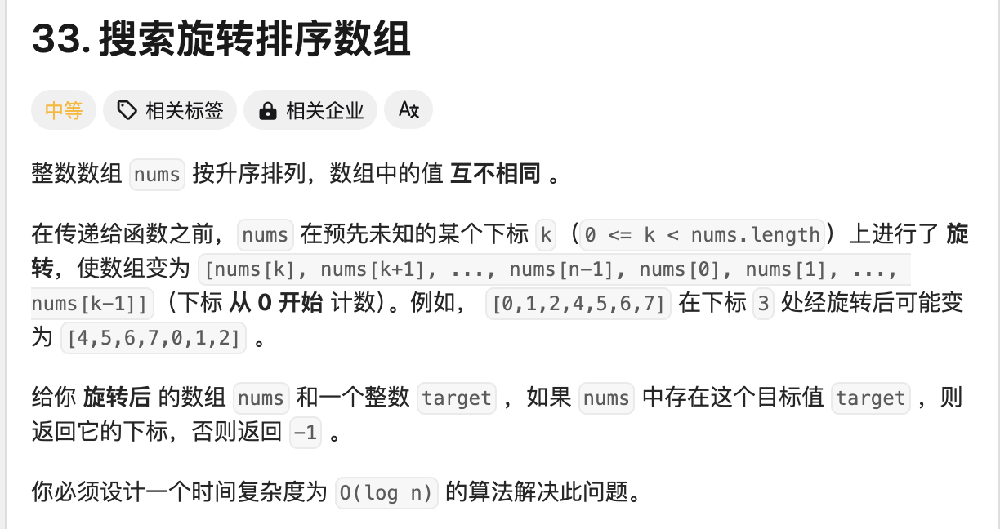 33. 搜索旋转排序数组
中等 相关标签 相关企业 Ax
整数数组 nums 按升序排列，数组中的值 互不相同 。
在传递给函数之前，nums 在预先未知的某个下标 k（0 <= k < nums.length）上进行了 旋
转，使数组变为 [nums[k], nums[k+1], ..., nums[n-1], nums[0], nums[1], ...,
nums[k-1]]（下标 从 0 开始 计数）。例如， [0,1,2,4,5,6,7] 在下标 3 处经旋转后可能变
为 [4,5,6,7,0,1,2] 。
给你 旋转后 的数组 nums 和一个整数 target ，如果 nums 中存在这个目标值 target ，则
返回它的下标，否则返回 -1 。
你必须设计一个时间复杂度为 O(log n) 的算法解决此问题。